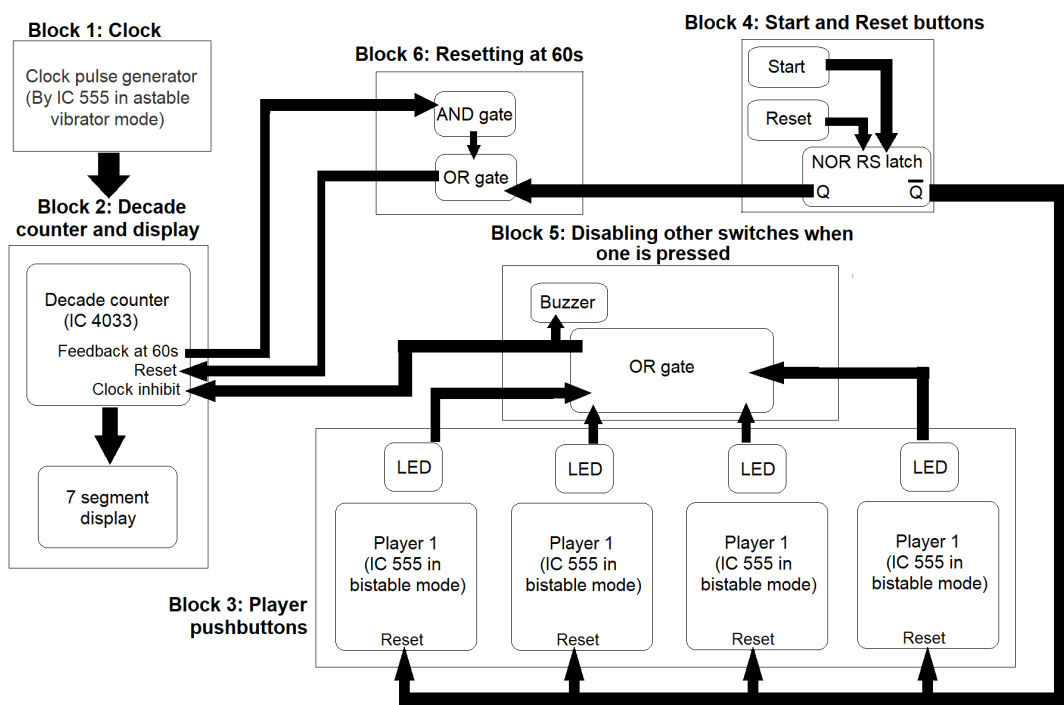 Block 1: Clock
Clock pulse generator
(By IC 555 in astable
vibrator mode)
Block 2: Decade
counter and display
Decade counter
(IC 4033)
Feedback at 60s
Reset
Clock inhibit
7 segment
display
Block 6: Resetting at 60s
AND gate
OR gate
Block 4: Start and Reset buttons
Start
Reset
NOR RS latch
Q
Q̅
Block 5: Disabling other switches when
one is pressed
Buzzer
OR gate
Block 3: Player
pushbuttons
LED
LED
LED
LED
Player 1
(IC 555 in
bistable mode)
Reset
Player 1
(IC 555 in
bistable mode)
Reset
Player 1
(IC 555 in
bistable mode)
Reset
Player 1
(IC 555 in
bistable mode)
Reset